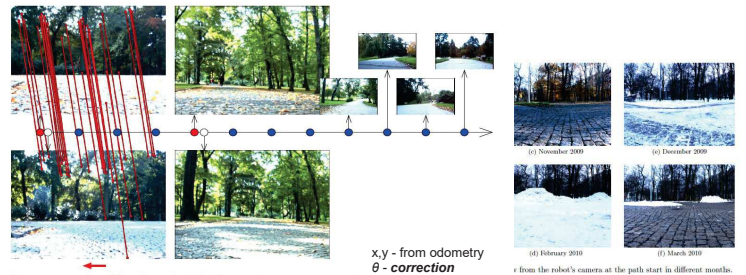 x,y - from odometry
θ - correction
(c) November 2009
(e) December 2009
(d) February 2010
(f) March 2010
r from the robot's camera at the path start in different months.